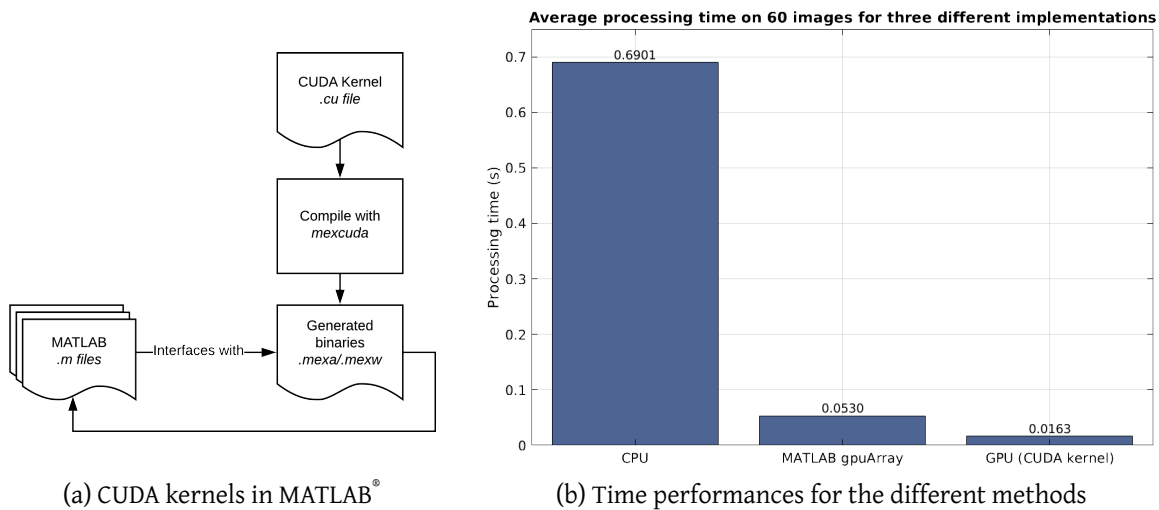 CUDA Kernel
.cu file
Compile with
mexcuda
Generated
binaries
.mexa/.mexw
MATLAB
.m files
Interfaces with
(a) CUDA kernels in MATLAB®
Average processing time on 60 images for three different implementations
Processing time (s)
0.7
0.6
0.5
0.4
0.3
0.2
0.1
0
0.6901
0.0530
0.0163
CPU
MATLAB gpuArray
GPU (CUDA kernel)
(b) Time performances for the different methods